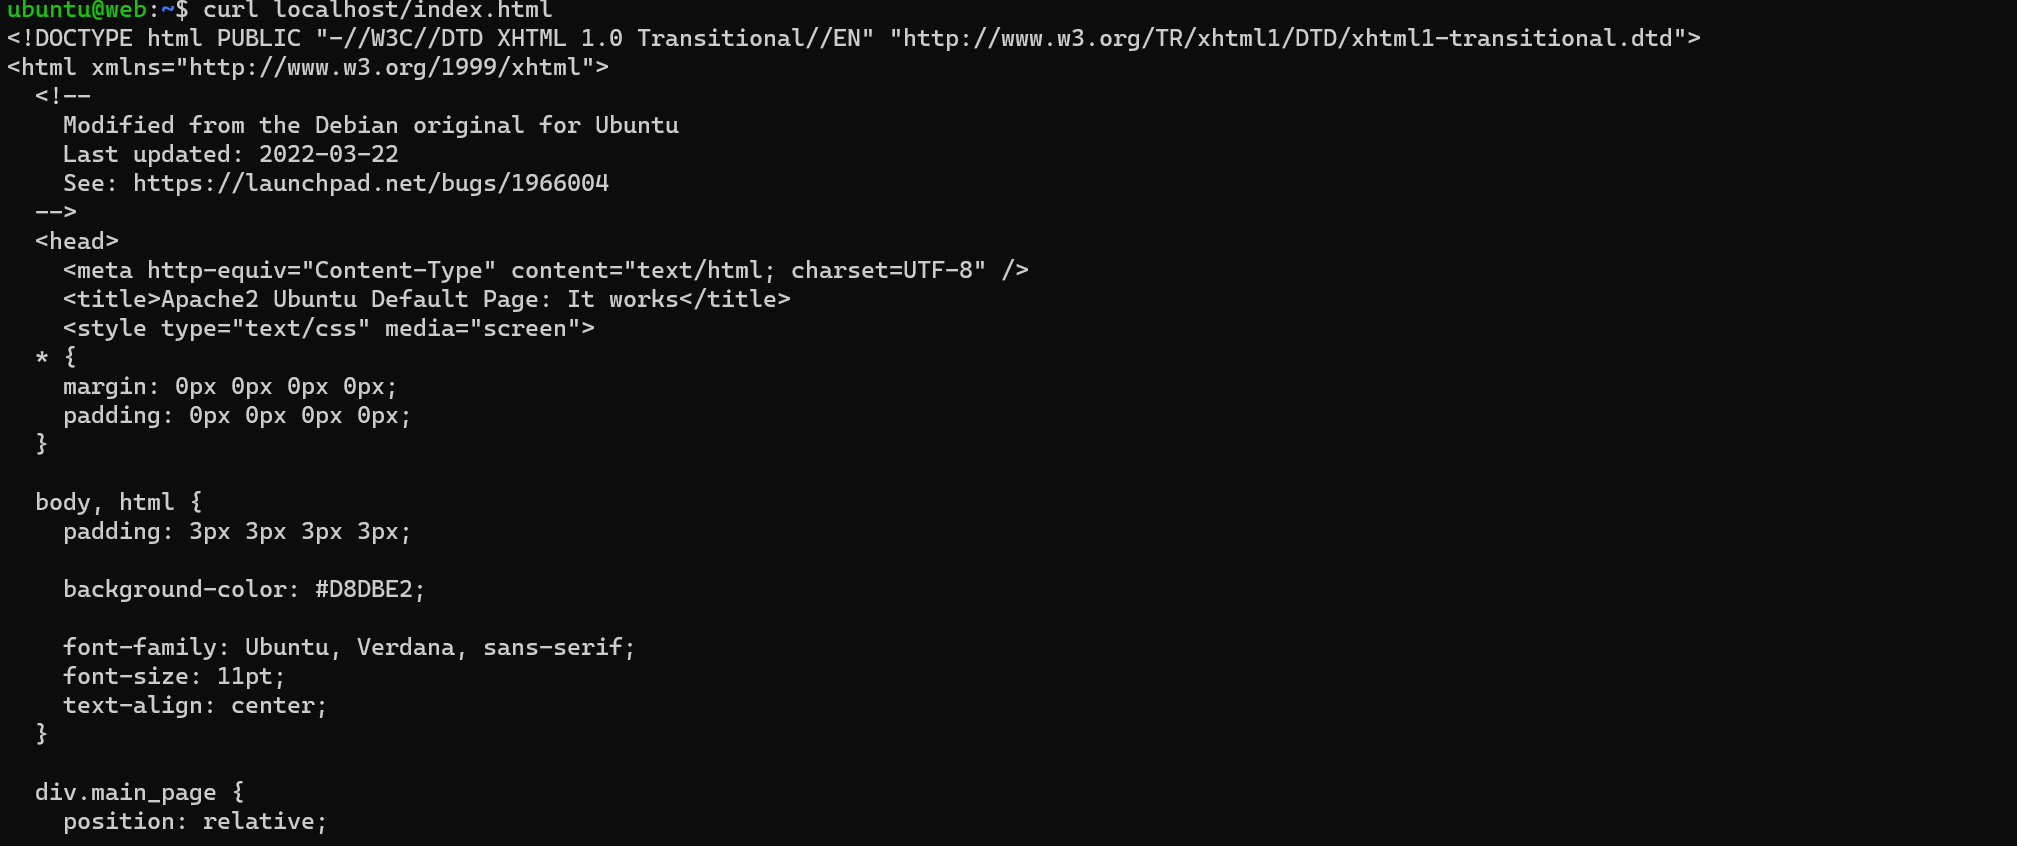 ubuntu@web:~$ curl localhost/index.html
<!DOCTYPE html PUBLIC "-//W3C//DTD XHTML 1.0 Transitional//EN" "http://www.w3.org/TR/xhtml1/DTD/xhtml1-transitional.dtd">
<html xmlns="http://www.w3.org/1999/xhtml">
  <!--
    Modified from the Debian original for Ubuntu
    Last updated: 2022-03-22
    See: https://launchpad.net/bugs/1966004
  -->
  <head>
    <meta http-equiv="Content-Type" content="text/html; charset=UTF-8" />
    <title>Apache2 Ubuntu Default Page: It works</title>
    <style type="text/css" media="screen">
  * {
    margin: 0px 0px 0px 0px;
    padding: 0px 0px 0px 0px;
  }

  body, html {
    padding: 3px 3px 3px 3px;

    background-color: #D8DBE2;

    font-family: Ubuntu, Verdana, sans-serif;
    font-size: 11pt;
    text-align: center;
  }

  div.main_page {
    position: relative;